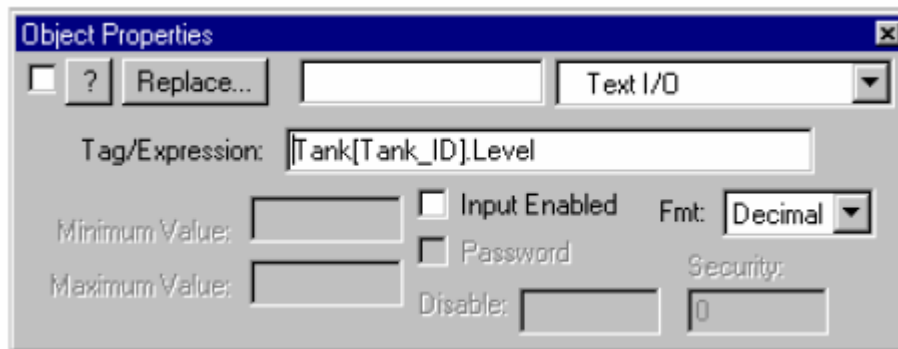 Object Properties
? Replace... Text I/O
Tag/Expression: Tank[Tank_ID].Level
Input Enabled Fmt: Decimal
Minimum Value:
Password
Security:
Maximum Value:
Disable: 0